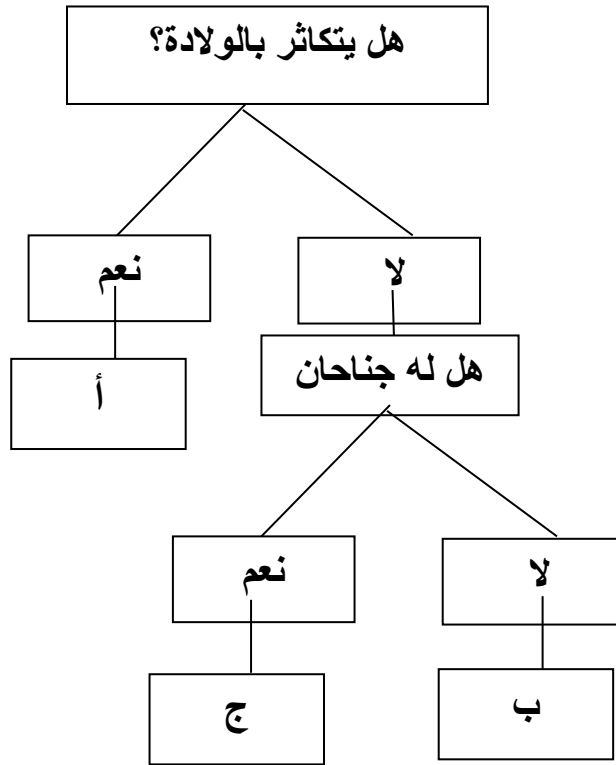 هل يتكاثر بالولادة؟
لا
نعم
هل له جناحان
أ
لا
نعم
ب
ج